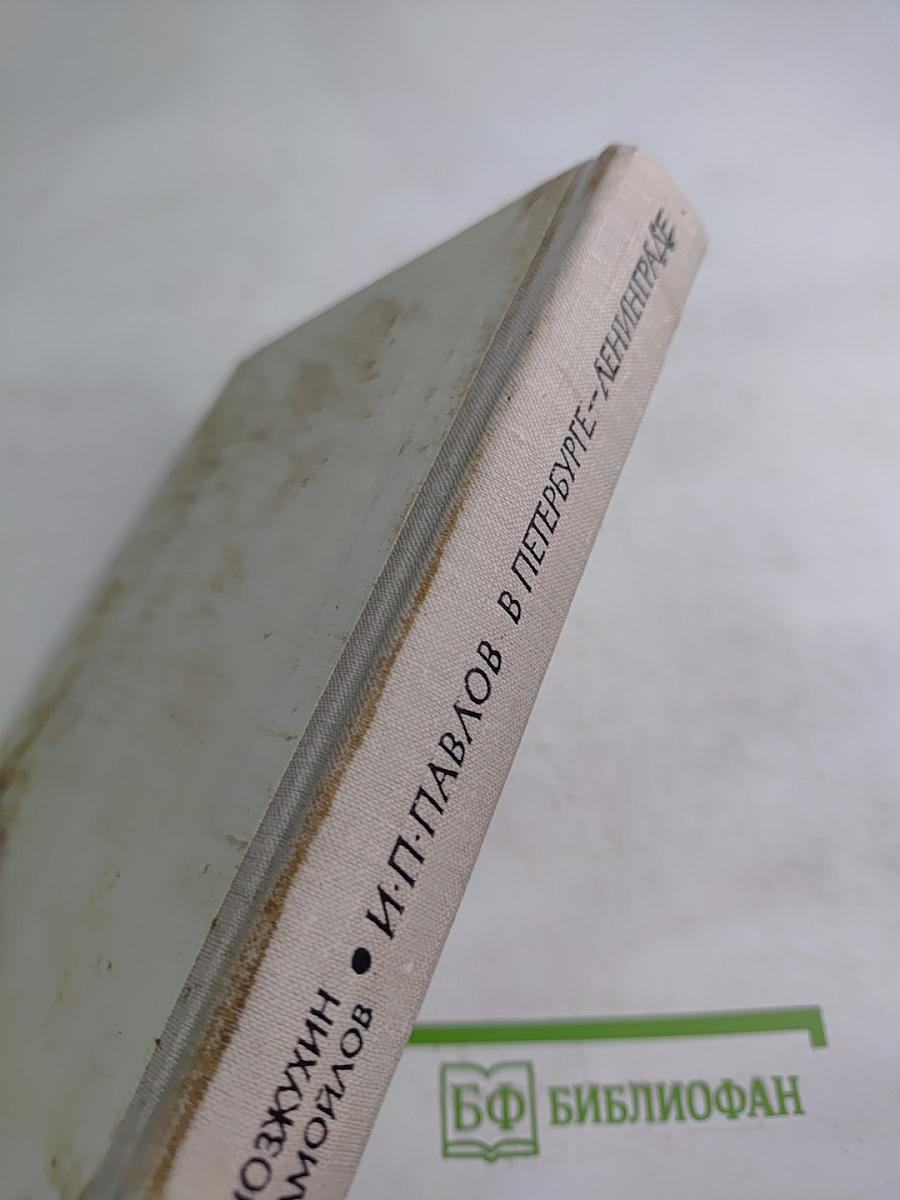 ОЗЖУХИН
АМОЙЛОВ
И·П·ПАВЛОВ В ПЕТЕРБУРГЕ--ЛЕНИНГРАДЕ
БФ БИБЛИОФАН